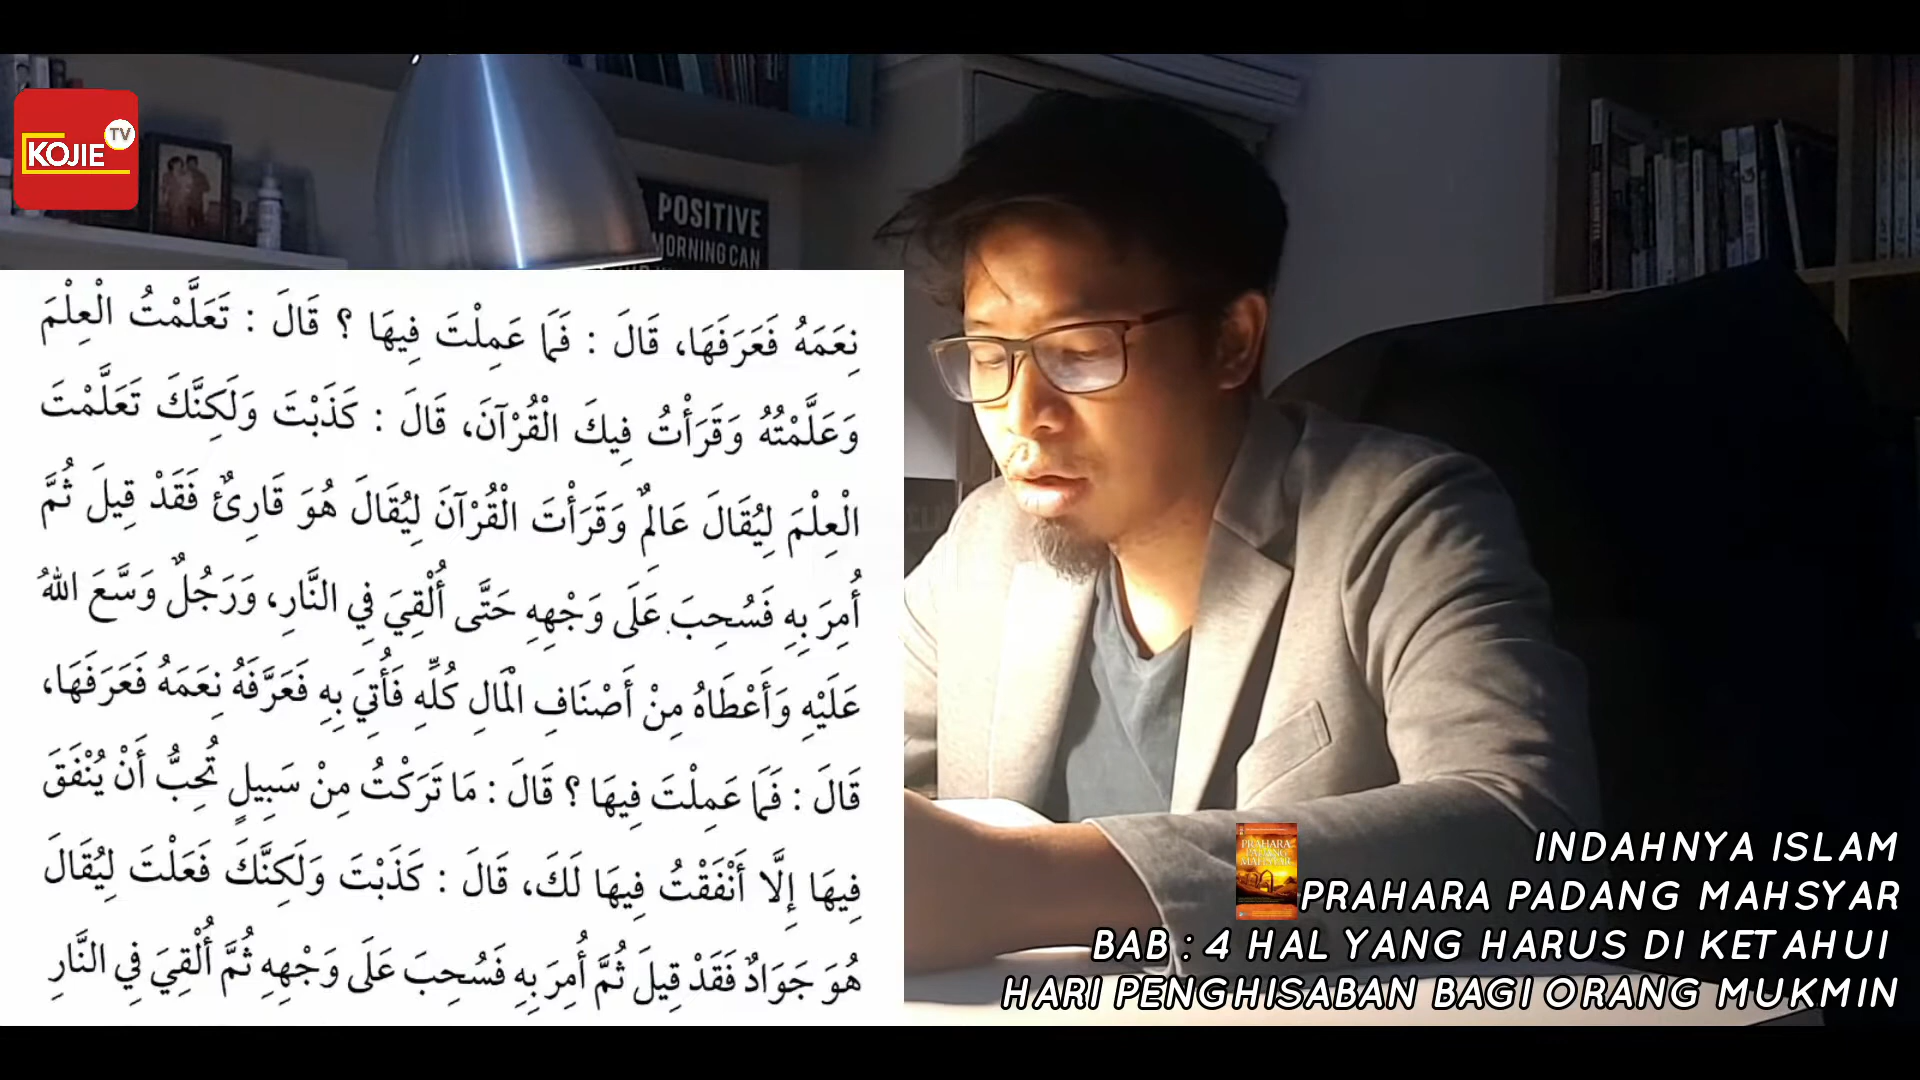 KOJIE TV
POSITIVE
MORNING CAN
نِعَمَهُ فَعَرَفَهَا، قَالَ : فَمَا عَمِلْتَ فِيهَا ؟ قَالَ : تَعَلَّمْتُ الْعِلْمَ
وَعَلَّمْتُهُ وَقَرَأْتُ فِيكَ الْقُرْآنَ، قَالَ : كَذَبْتَ وَلَكِنَّكَ تَعَلَّمْتَ
الْعِلْمَ لِيُقَالَ عَالِمٌ وَقَرَأْتَ الْقُرْآنَ لِيُقَالَ هُوَ قَارِئٌ فَقَدْ قِيلَ ثُمَّ
أُمِرَ بِهِ فَسُحِبَ عَلَى وَجْهِهِ حَتَّى أُلْقِيَ فِي النَّارِ، وَرَجُلٌ وَسَّعَ اللهُ
عَلَيْهِ وَأَعْطَاهُ مِنْ أَصْنَافِ الْمَالِ كُلِّهِ فَأُتِيَ بِهِ فَعَرَّفَهُ نِعَمَهُ فَعَرَفَهَا،
قَالَ : فَمَا عَمِلْتَ فِيهَا ؟ قَالَ : مَا تَرَكْتُ مِنْ سَبِيلٍ تُحِبُّ أَنْ يُنْفَقَ
فِيهَا إِلَّا أَنْفَقْتُ فِيهَا لَكَ، قَالَ : كَذَبْتَ وَلَكِنَّكَ فَعَلْتَ لِيُقَالَ
هُوَ جَوَادٌ فَقَدْ قِيلَ ثُمَّ أُمِرَ بِهِ فَسُحِبَ عَلَى وَجْهِهِ ثُمَّ أُلْقِيَ فِي النَّارِ
PRAHARA
PADANG
MAHSYAR
INDAHNYA ISLAM
PRAHARA PADANG MAHSYAR
BAB : 4 HAL YANG HARUS DI KETAHUI
HARI PENGHISABAN BAGI ORANG MUKMIN